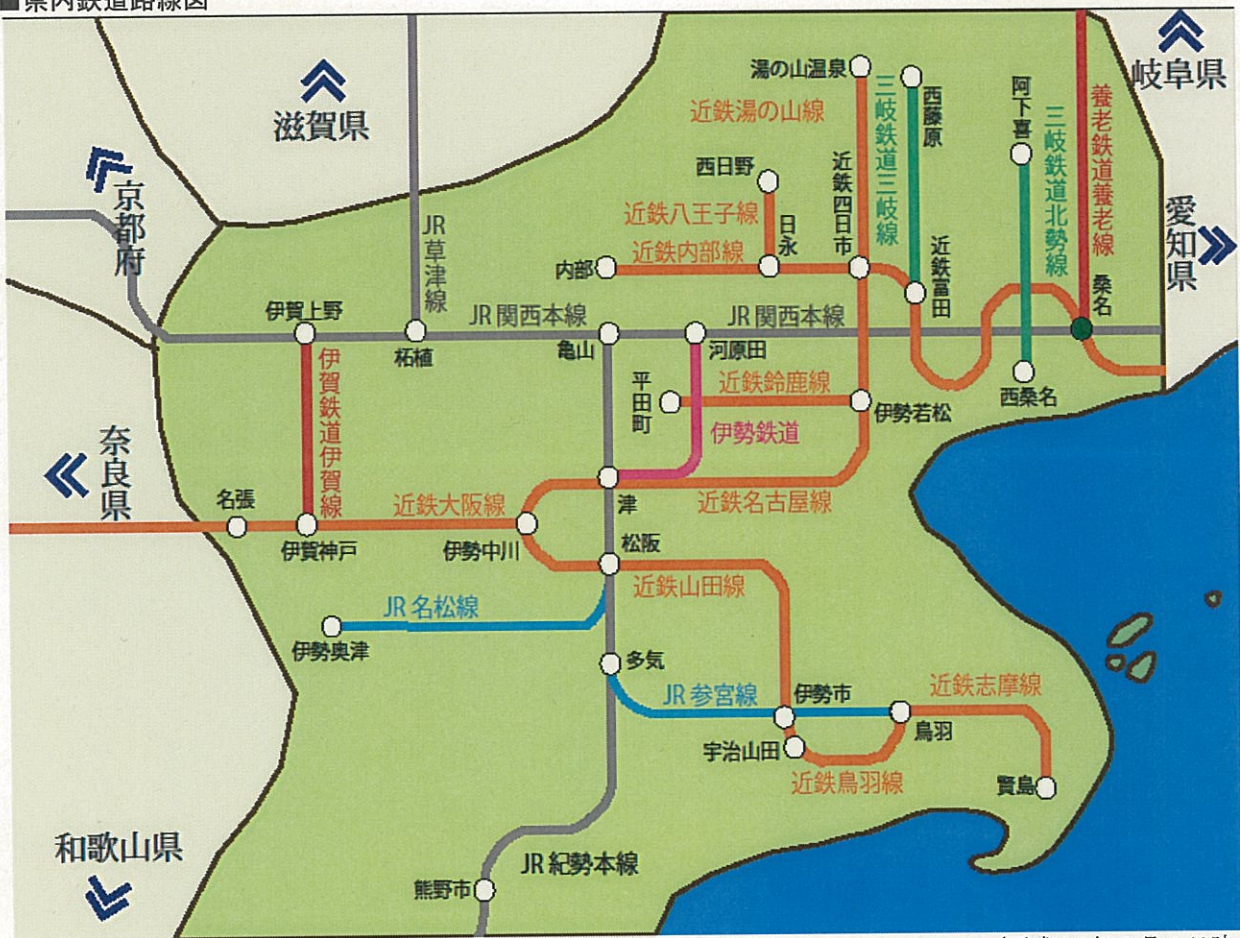 ■県内鉄道路線図
滋賀県
岐阜県
京都府
愛知県
奈良県
和歌山県
湯の山温泉
近鉄湯の山線
三岐鉄道三岐線
西藤原
阿下喜
三岐鉄道北勢線
養老鉄道養老線
西日野
近鉄四日市
近鉄八王子線
日永
近鉄内部線
内部
近鉄富田
桑名
JR草津線
伊賀上野
JR関西本線
JR関西本線
柘植
亀山
河原田
伊賀鉄道伊賀線
平田町
近鉄鈴鹿線
西桑名
伊勢若松
伊勢鉄道
名張
近鉄大阪線
津
近鉄名古屋線
伊賀神戸
伊勢中川
松阪
近鉄山田線
JR名松線
伊勢奥津
多気
JR参宮線
伊勢市
近鉄志摩線
鳥羽
宇治山田
近鉄鳥羽線
賢島
JR紀勢本線
熊野市